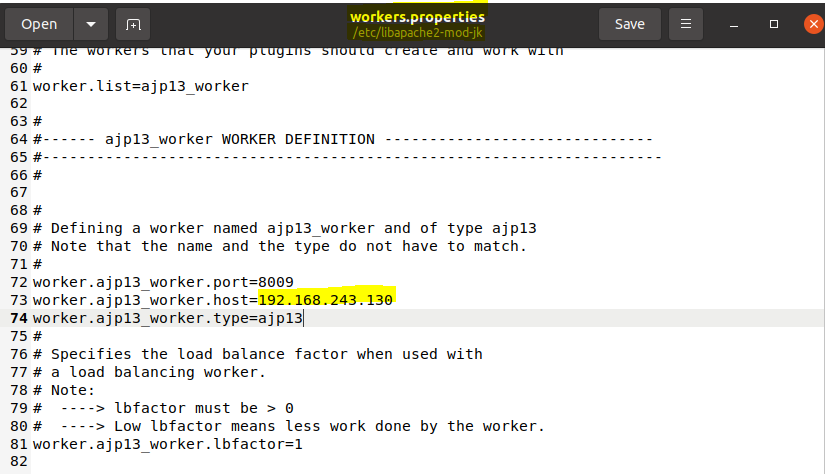 Open
workers.properties
/etc/libapache2-mod-jk
Save
59 # The workers that your plugins should create and work with
60 #
61 worker.list=ajp13_worker
62
63 #
64 #------ ajp13_worker WORKER DEFINITION ------------------------------
65 #---------------------------------------------------------------------
66 #
67
68 #
69 # Defining a worker named ajp13_worker and of type ajp13
70 # Note that the name and the type do not have to match.
71 #
72 worker.ajp13_worker.port=8009
73 worker.ajp13_worker.host=192.168.243.130
74 worker.ajp13_worker.type=ajp13
75 #
76 # Specifies the load balance factor when used with
77 # a load balancing worker.
78 # Note:
79 #  ----> lbfactor must be > 0
80 #  ----> Low lbfactor means less work done by the worker.
81 worker.ajp13_worker.lbfactor=1
82